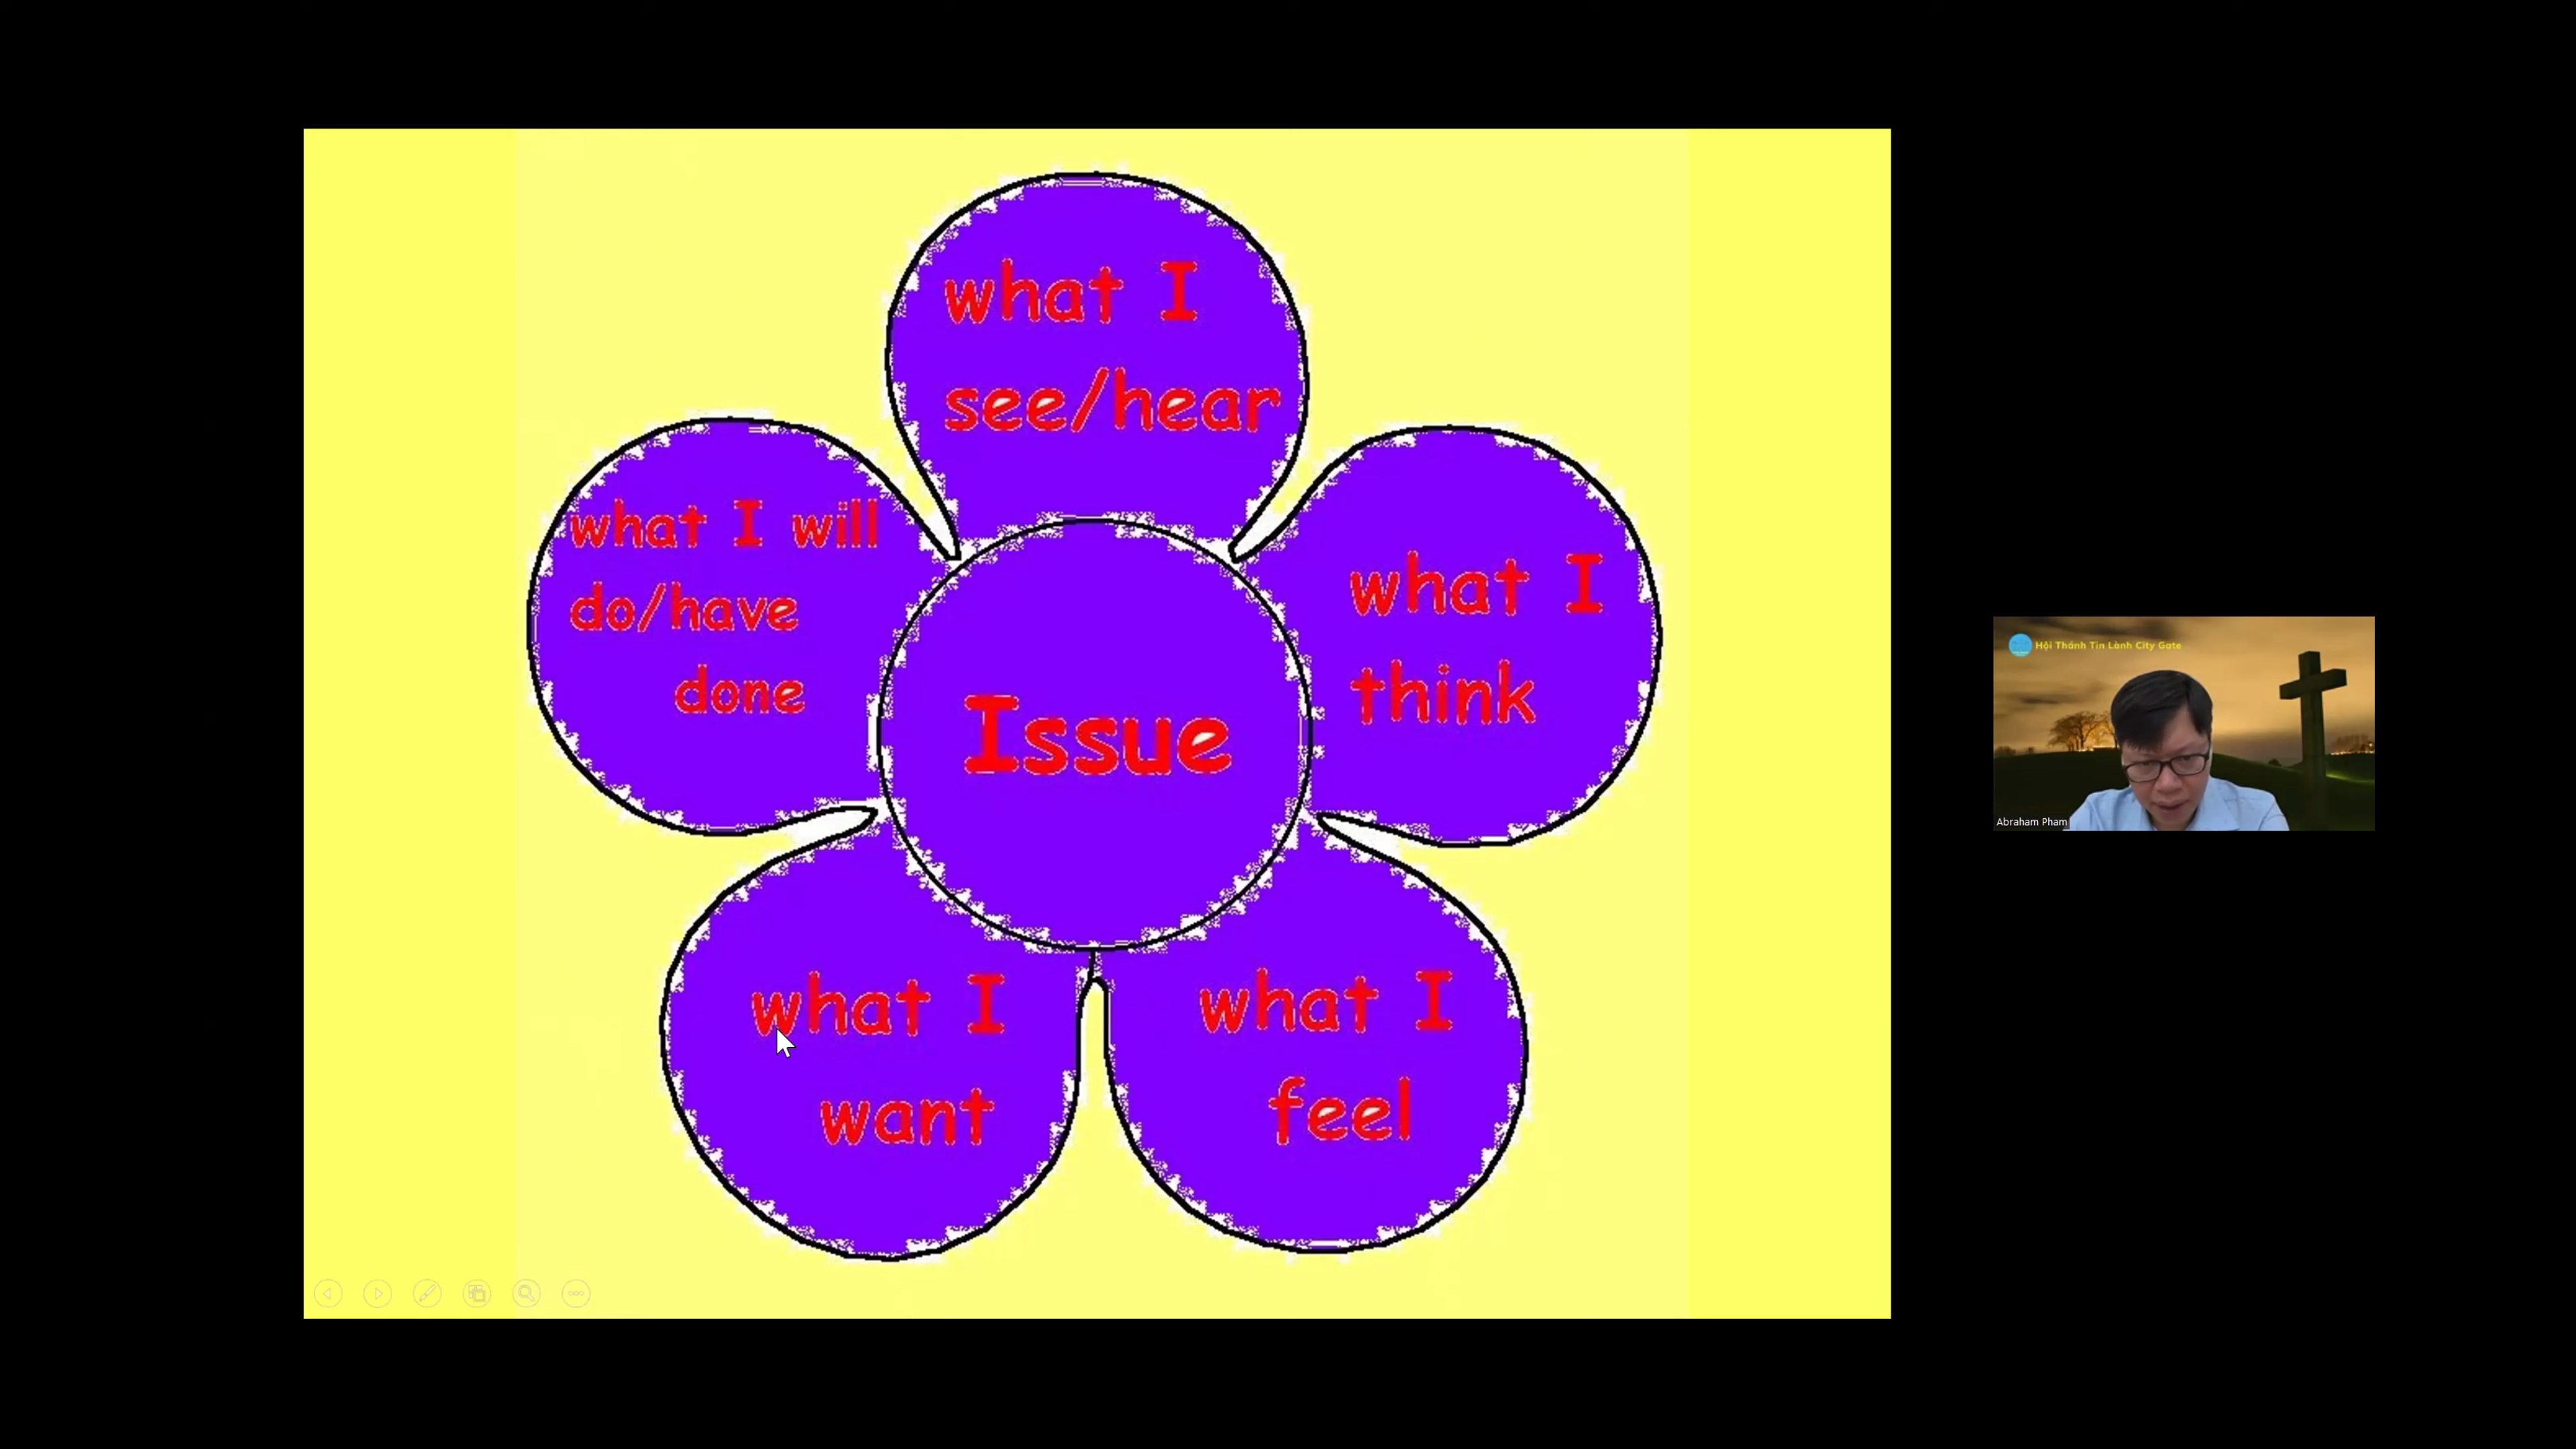 what I
see/hear
what I will
do/have
done
what I
think
Issue
what I
want
what I
feel
Hội Thánh Tin Lành City Gate
Abraham Pham